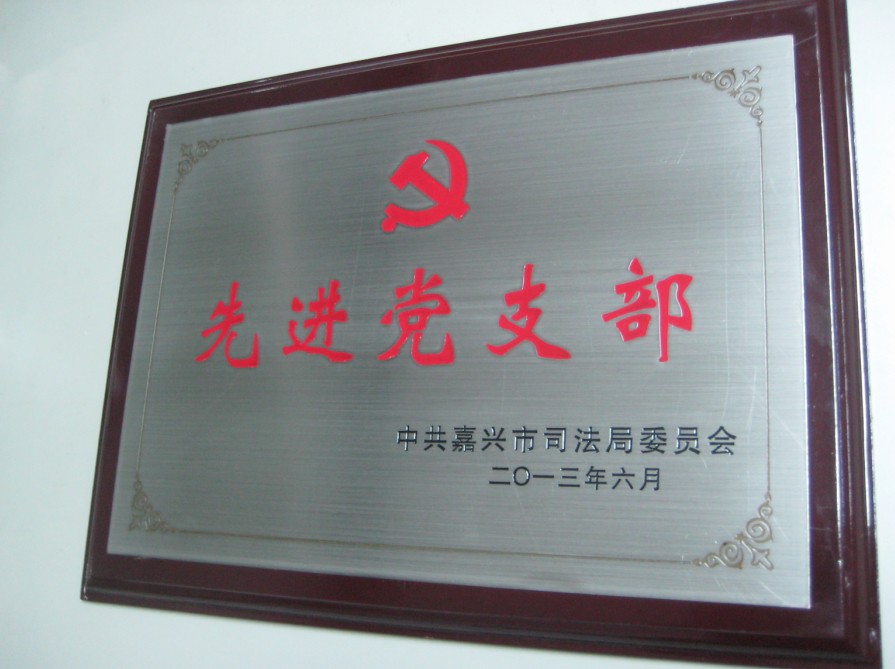 先进党支部
中共嘉兴市司法局委员会
二〇一三年六月